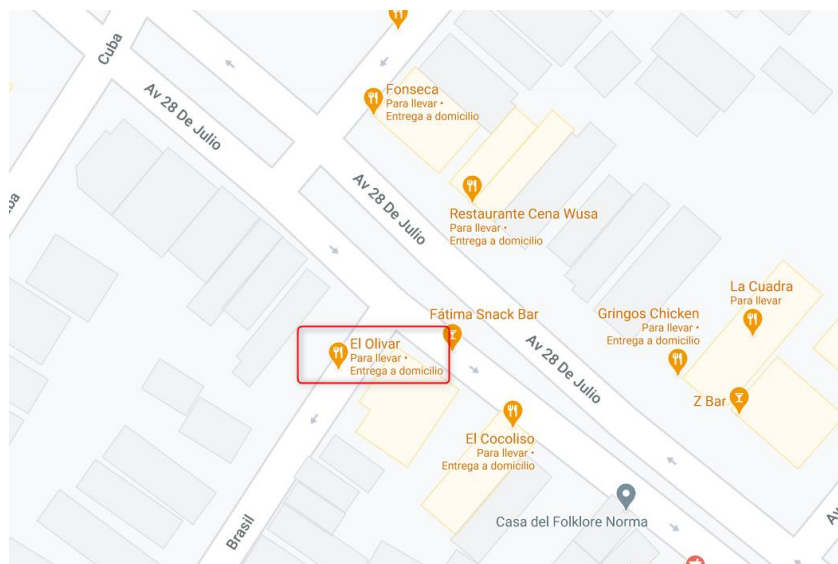 Cuba
Av 28 De Julio
Fonseca
Para llevar •
Entrega a domicilio
Av 28 De Julio
Restaurante Cena Wusa
Para llevar •
Entrega a domicilio
La Cuadra
Para llevar
Fátima Snack Bar
Gringos Chicken
Para llevar •
Entrega a domicilio
El Olivar
Para llevar •
Entrega a domicilio
Av 28 De Julio
Z Bar
El Cocoliso
Para llevar •
Entrega a domicilio
Casa del Folklore Norma
Brasil
Av